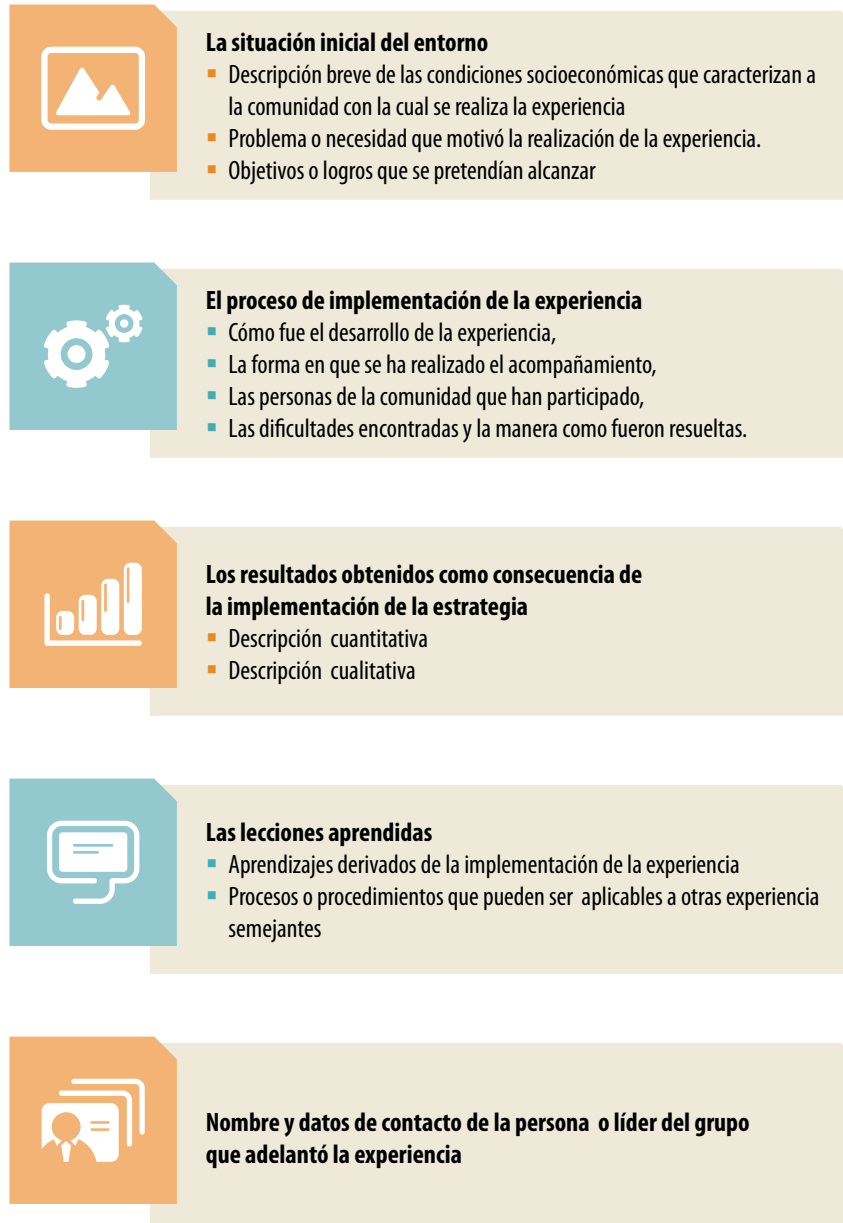 La situación inicial del entorno
▪ Descripción breve de las condiciones socioeconómicas que caracterizan a
la comunidad con la cual se realiza la experiencia
▪ Problema o necesidad que motivó la realización de la experiencia.
▪ Objetivos o logros que se pretendían alcanzar
El proceso de implementación de la experiencia
▪ Cómo fue el desarrollo de la experiencia,
▪ La forma en que se ha realizado el acompañamiento,
▪ Las personas de la comunidad que han participado,
▪ Las dificultades encontradas y la manera como fueron resueltas.
Los resultados obtenidos como consecuencia de
la implementación de la estrategia
▪ Descripción cuantitativa
▪ Descripción cualitativa
Las lecciones aprendidas
▪ Aprendizajes derivados de la implementación de la experiencia
▪ Procesos o procedimientos que pueden ser aplicables a otras experiencia
semejantes
Nombre y datos de contacto de la persona o líder del grupo
que adelantó la experiencia